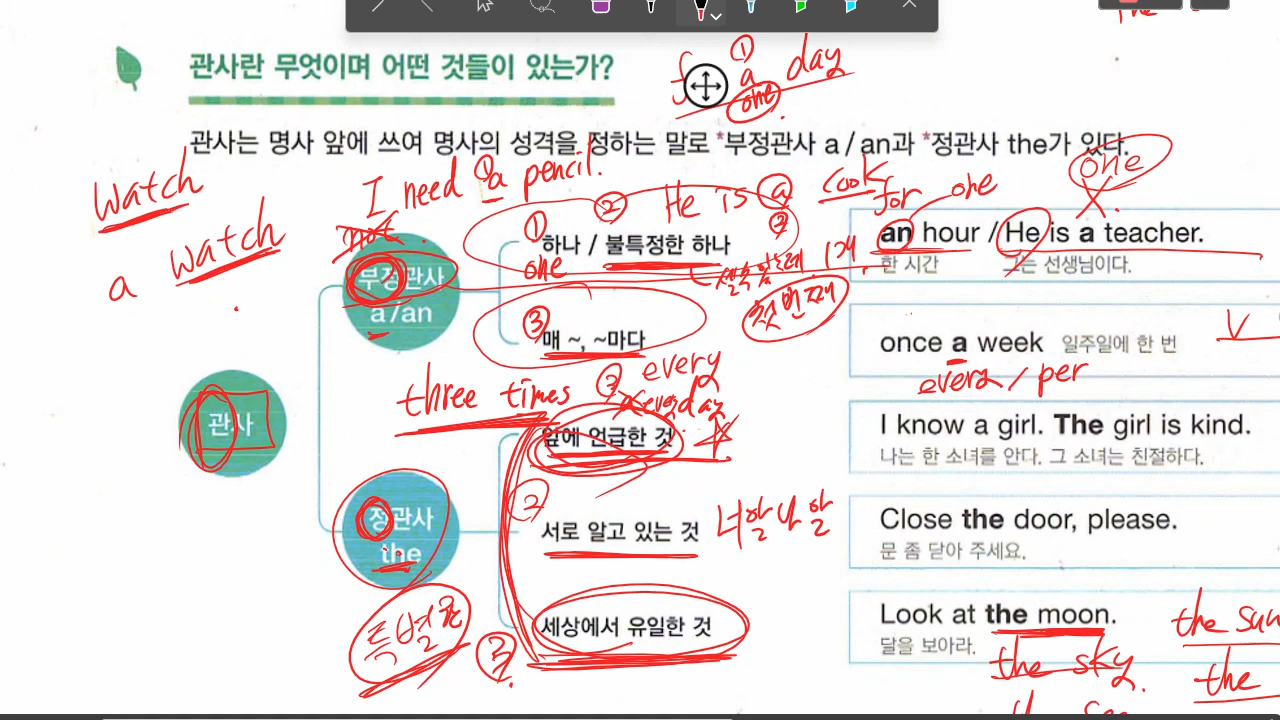 관사란 무엇이며 어떤 것들이 있는가?
① a day
one
관사는 명사 앞에 쓰여 명사의 성격을 정하는 말로 *부정관사 a / an과 *정관사 the가 있다.
watch
a watch
I need ① a pencil.
② He is a cook
for one
one
① ②
하나 / 불특정한 하나
one
첫번째
an hour / He is a teacher.
한 시간 그는 선생님이다.
부정관사
a / an
③
매 ~, ~마다
once a week 일주일에 한 번
every / per
three times
every
관사
앞에 언급한 것
I know a girl. The girl is kind.
나는 한 소녀를 안다. 그 소녀는 친절하다.
정관사
the
②
서로 알고 있는 것
너알 나알
Close the door, please.
문 좀 닫아 주세요.
특별한
③
세상에서 유일한 것
Look at the moon.
달을 보아라.
the sun
the sky.
the